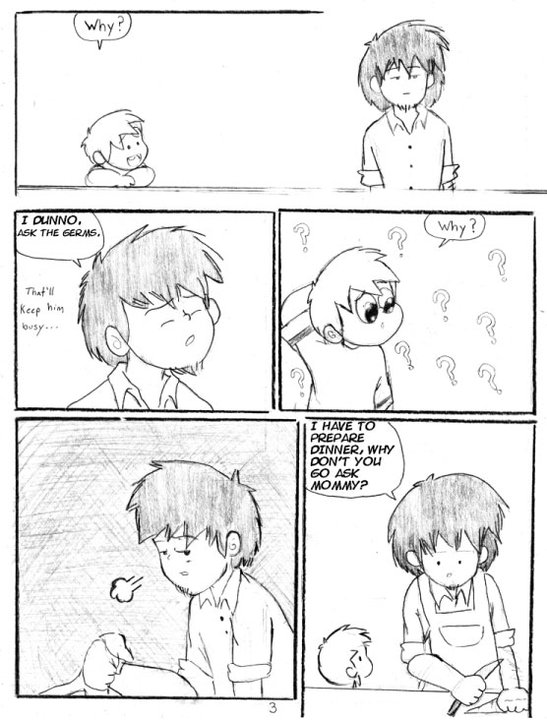 Why?
I DUNNO,
ASK THE GERMS.
That'll
keep him
busy...
Why?
I HAVE TO
PREPARE
DINNER, WHY
DON'T YOU
GO ASK
MOMMY?
3